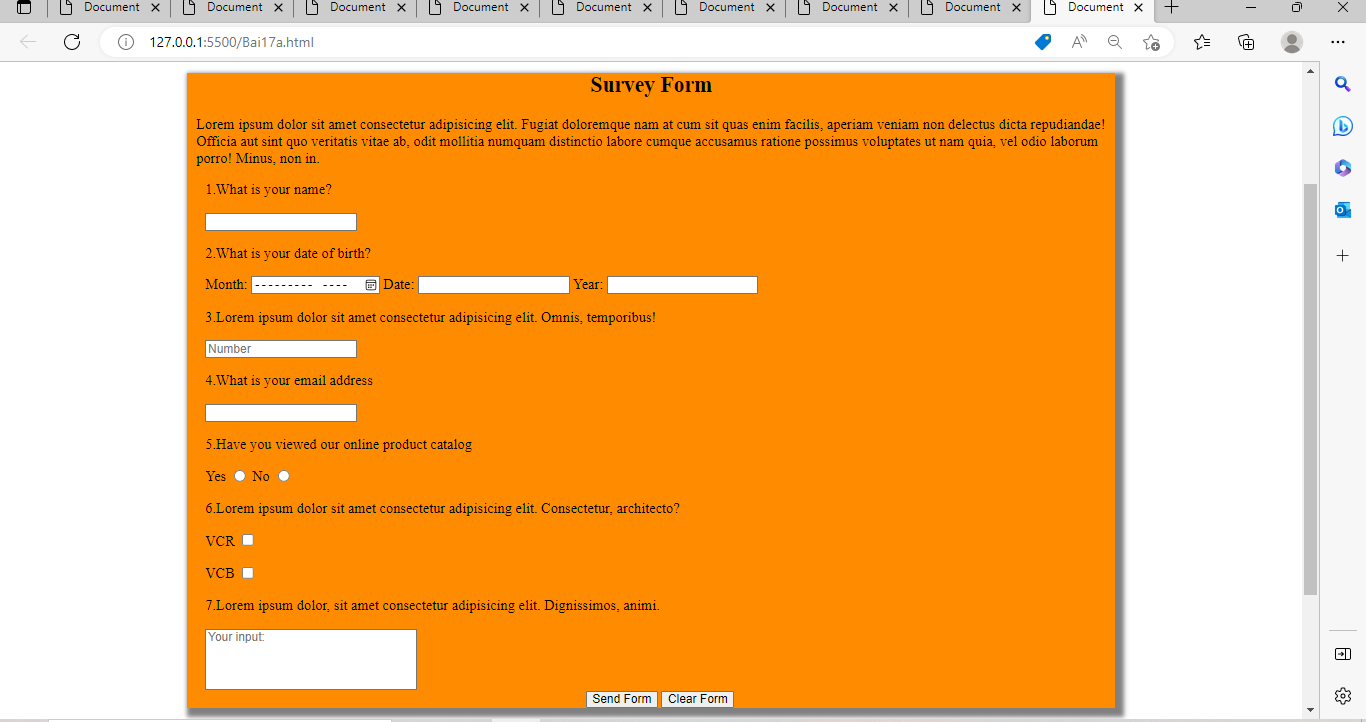 Document Document Document Document Document Document Document Document Document
127.0.0.1:5500/Bai17a.html
Survey Form
Lorem ipsum dolor sit amet consectetur adipisicing elit. Fugiat doloremque nam at cum sit quas enim facilis, aperiam veniam non delectus dicta repudiandae!
Officia aut sint quo veritatis vitae ab, odit mollitia numquam distinctio labore cumque accusamus ratione possimus voluptates ut nam quia, vel odio laborum
porro! Minus, non in.
1.What is your name?
2.What is your date of birth?
Month: --------- ---- Date: Year:
3.Lorem ipsum dolor sit amet consectetur adipisicing elit. Omnis, temporibus!
Number
4.What is your email address
5.Have you viewed our online product catalog
Yes No
6.Lorem ipsum dolor sit amet consectetur adipisicing elit. Consectetur, architecto?
VCR
VCB
7.Lorem ipsum dolor, sit amet consectetur adipisicing elit. Dignissimos, animi.
Your input:
Send Form Clear Form